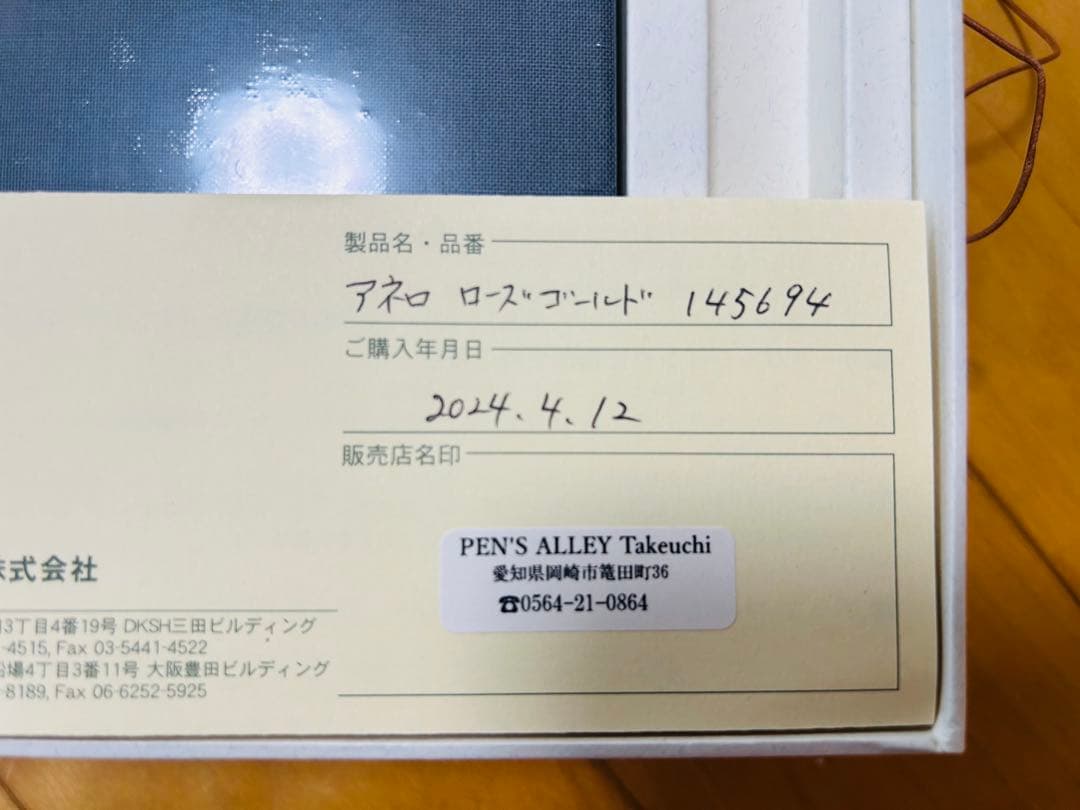 製品名・品番
アネロ ローズゴールド 145694
ご購入年月日
2024.4.12
販売店名印
PEN'S ALLEY Takeuchi
愛知県岡崎市篭田町36
☎0564-21-0864
株式会社
3丁目4番19号 DKSH三田ビルディング
-4515, Fax 03-5441-4522
船場4丁目3番11号 大阪豊田ビルディング
-8189, Fax 06-6252-5925